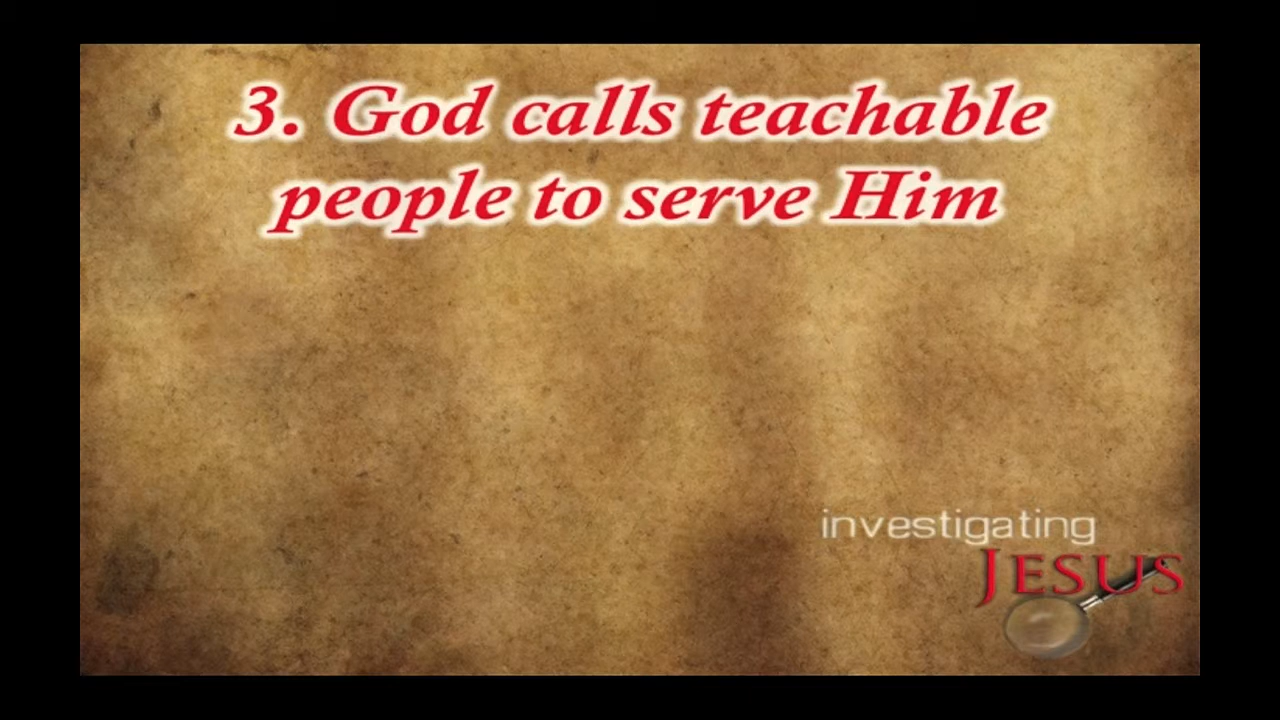 3. God calls teachable
people to serve Him
investigating
JESUS